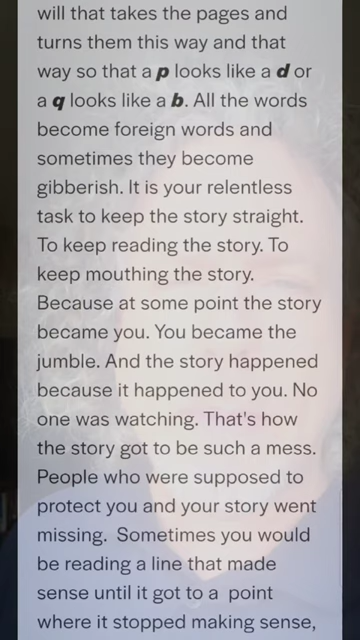 will that takes the pages and
turns them this way and that
way so that a p looks like a d or
a q looks like a b. All the words
become foreign words and
sometimes they become
gibberish. It is your relentless
task to keep the story straight.
To keep reading the story. To
keep mouthing the story.
Because at some point the story
became you. You became the
jumble. And the story happened
because it happened to you. No
one was watching. That's how
the story got to be such a mess.
People who were supposed to
protect you and your story went
missing.  Sometimes you would
be reading a line that made
sense until it got to a  point
where it stopped making sense,